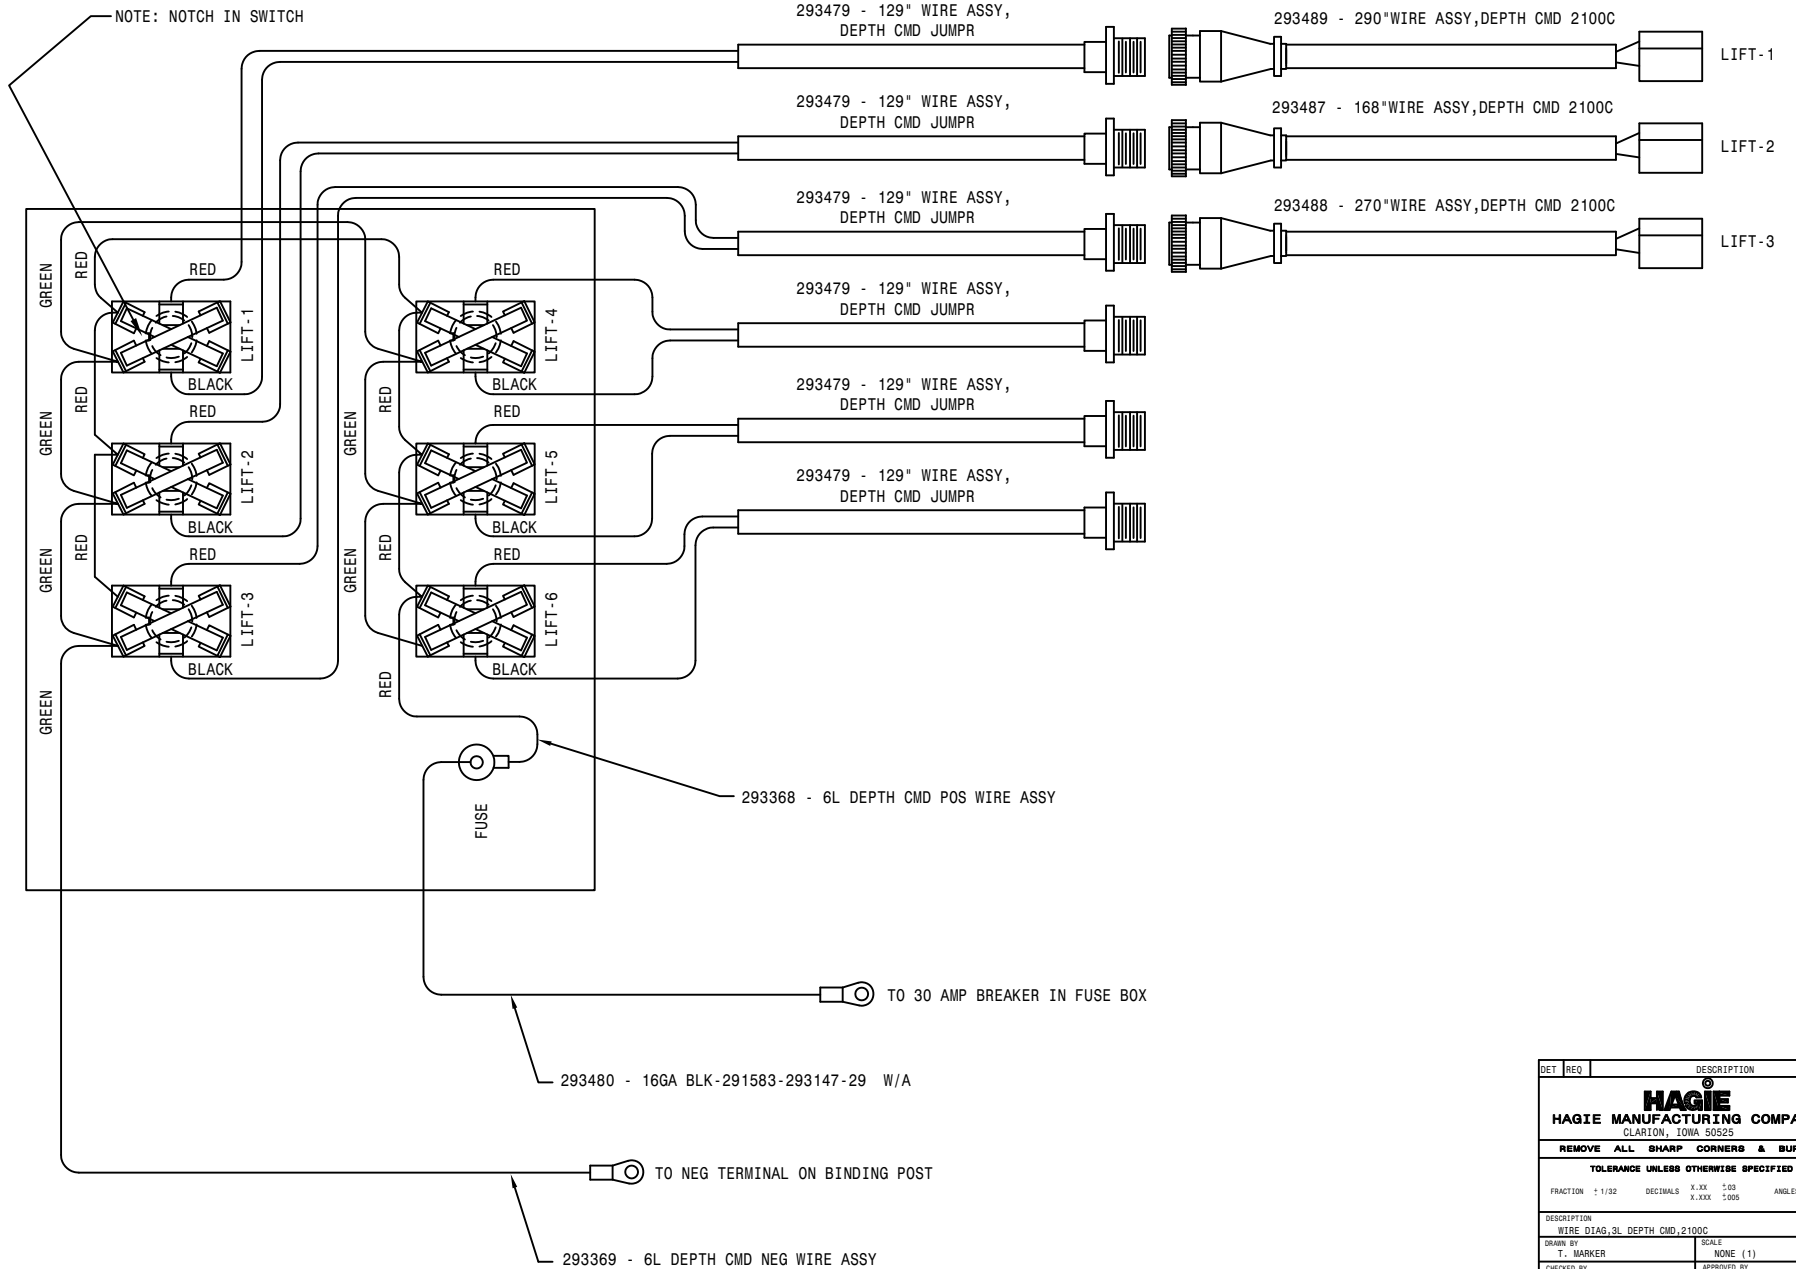 NOTE: NOTCH IN SWITCH
293479 - 129" WIRE ASSY,
DEPTH CMD JUMPR
293489 - 290"WIRE ASSY,DEPTH CMD 2100C
LIFT-1
293479 - 129" WIRE ASSY,
DEPTH CMD JUMPR
293487 - 168"WIRE ASSY,DEPTH CMD 2100C
LIFT-2
293479 - 129" WIRE ASSY,
DEPTH CMD JUMPR
293488 - 270"WIRE ASSY,DEPTH CMD 2100C
LIFT-3
293479 - 129" WIRE ASSY,
DEPTH CMD JUMPR
293479 - 129" WIRE ASSY,
DEPTH CMD JUMPR
293479 - 129" WIRE ASSY,
DEPTH CMD JUMPR
GREEN
RED
RED
LIFT-1
BLACK
RED
LIFT-4
BLACK
GREEN
RED
RED
LIFT-2
BLACK
GREEN
RED
RED
LIFT-5
BLACK
GREEN
RED
RED
LIFT-3
BLACK
GREEN
RED
RED
LIFT-6
BLACK
GREEN
RED
FUSE
293368 - 6L DEPTH CMD POS WIRE ASSY
TO 30 AMP BREAKER IN FUSE BOX
293480 - 16GA BLK-291583-293147-29 W/A
TO NEG TERMINAL ON BINDING POST
293369 - 6L DEPTH CMD NEG WIRE ASSY
DET REQ DESCRIPTION
HAGIE
HAGIE MANUFACTURING COMPA
CLARION, IOWA 50525
REMOVE ALL SHARP CORNERS & BUR
TOLERANCE UNLESS OTHERWISE SPECIFIED
FRACTION ± 1/32 DECIMALS X.XX ±.03 ANGLES
X.XXX ±.005
DESCRIPTION
WIRE DIAG,3L DEPTH CMD,2100C
DRAWN BY SCALE
T. MARKER NONE (1)
CHECKED BY APPROVED BY